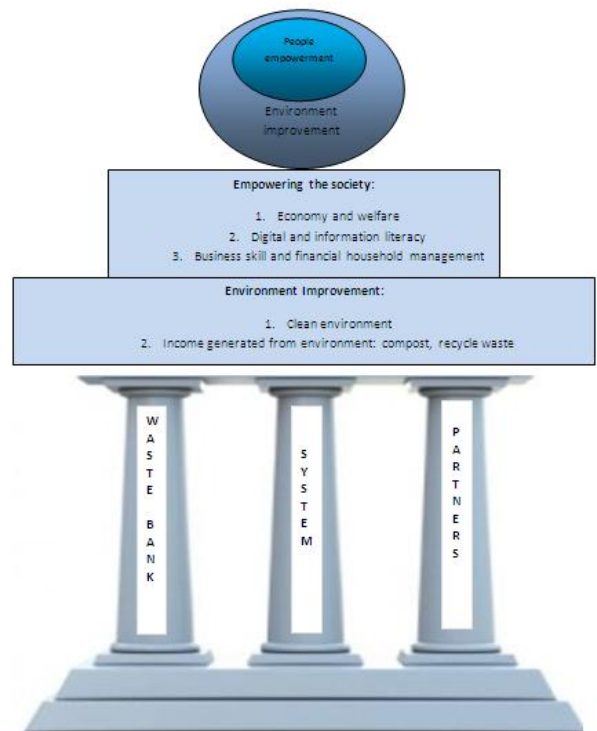 People
empowerment
Environment
improvement
Empowering the society:
1. Economy and welfare
2. Digital and information literacy
3. Business skill and financial household management
Environment Improvement:
1. Clean environment
2. Income generated from environment: compost, recycle waste
WASTE BANK
SYSTEM
PARTNERS